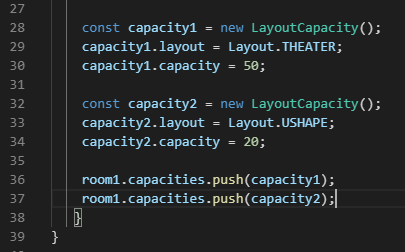 27
28 const capacity1 = new LayoutCapacity();
29 capacity1.layout = Layout.THEATER;
30 capacity1.capacity = 50;
31
32 const capacity2 = new LayoutCapacity();
33 capacity2.layout = Layout.USHAPE;
34 capacity2.capacity = 20;
35
36 room1.capacities.push(capacity1);
37 room1.capacities.push(capacity2);
38 }
39 }